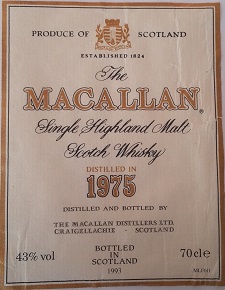 PRODUCE OF SCOTLAND
ESTABLISHED 1824
The
MACALLAN®
Single Highland Malt
Scotch Whisky
DISTILLED IN
1975
DISTILLED AND BOTTLED BY
THE MACALLAN DISTILLERS LTD.
CRAIGELLACHIE - SCOTLAND
43% vol BOTTLED IN SCOTLAND 70cl e
1993